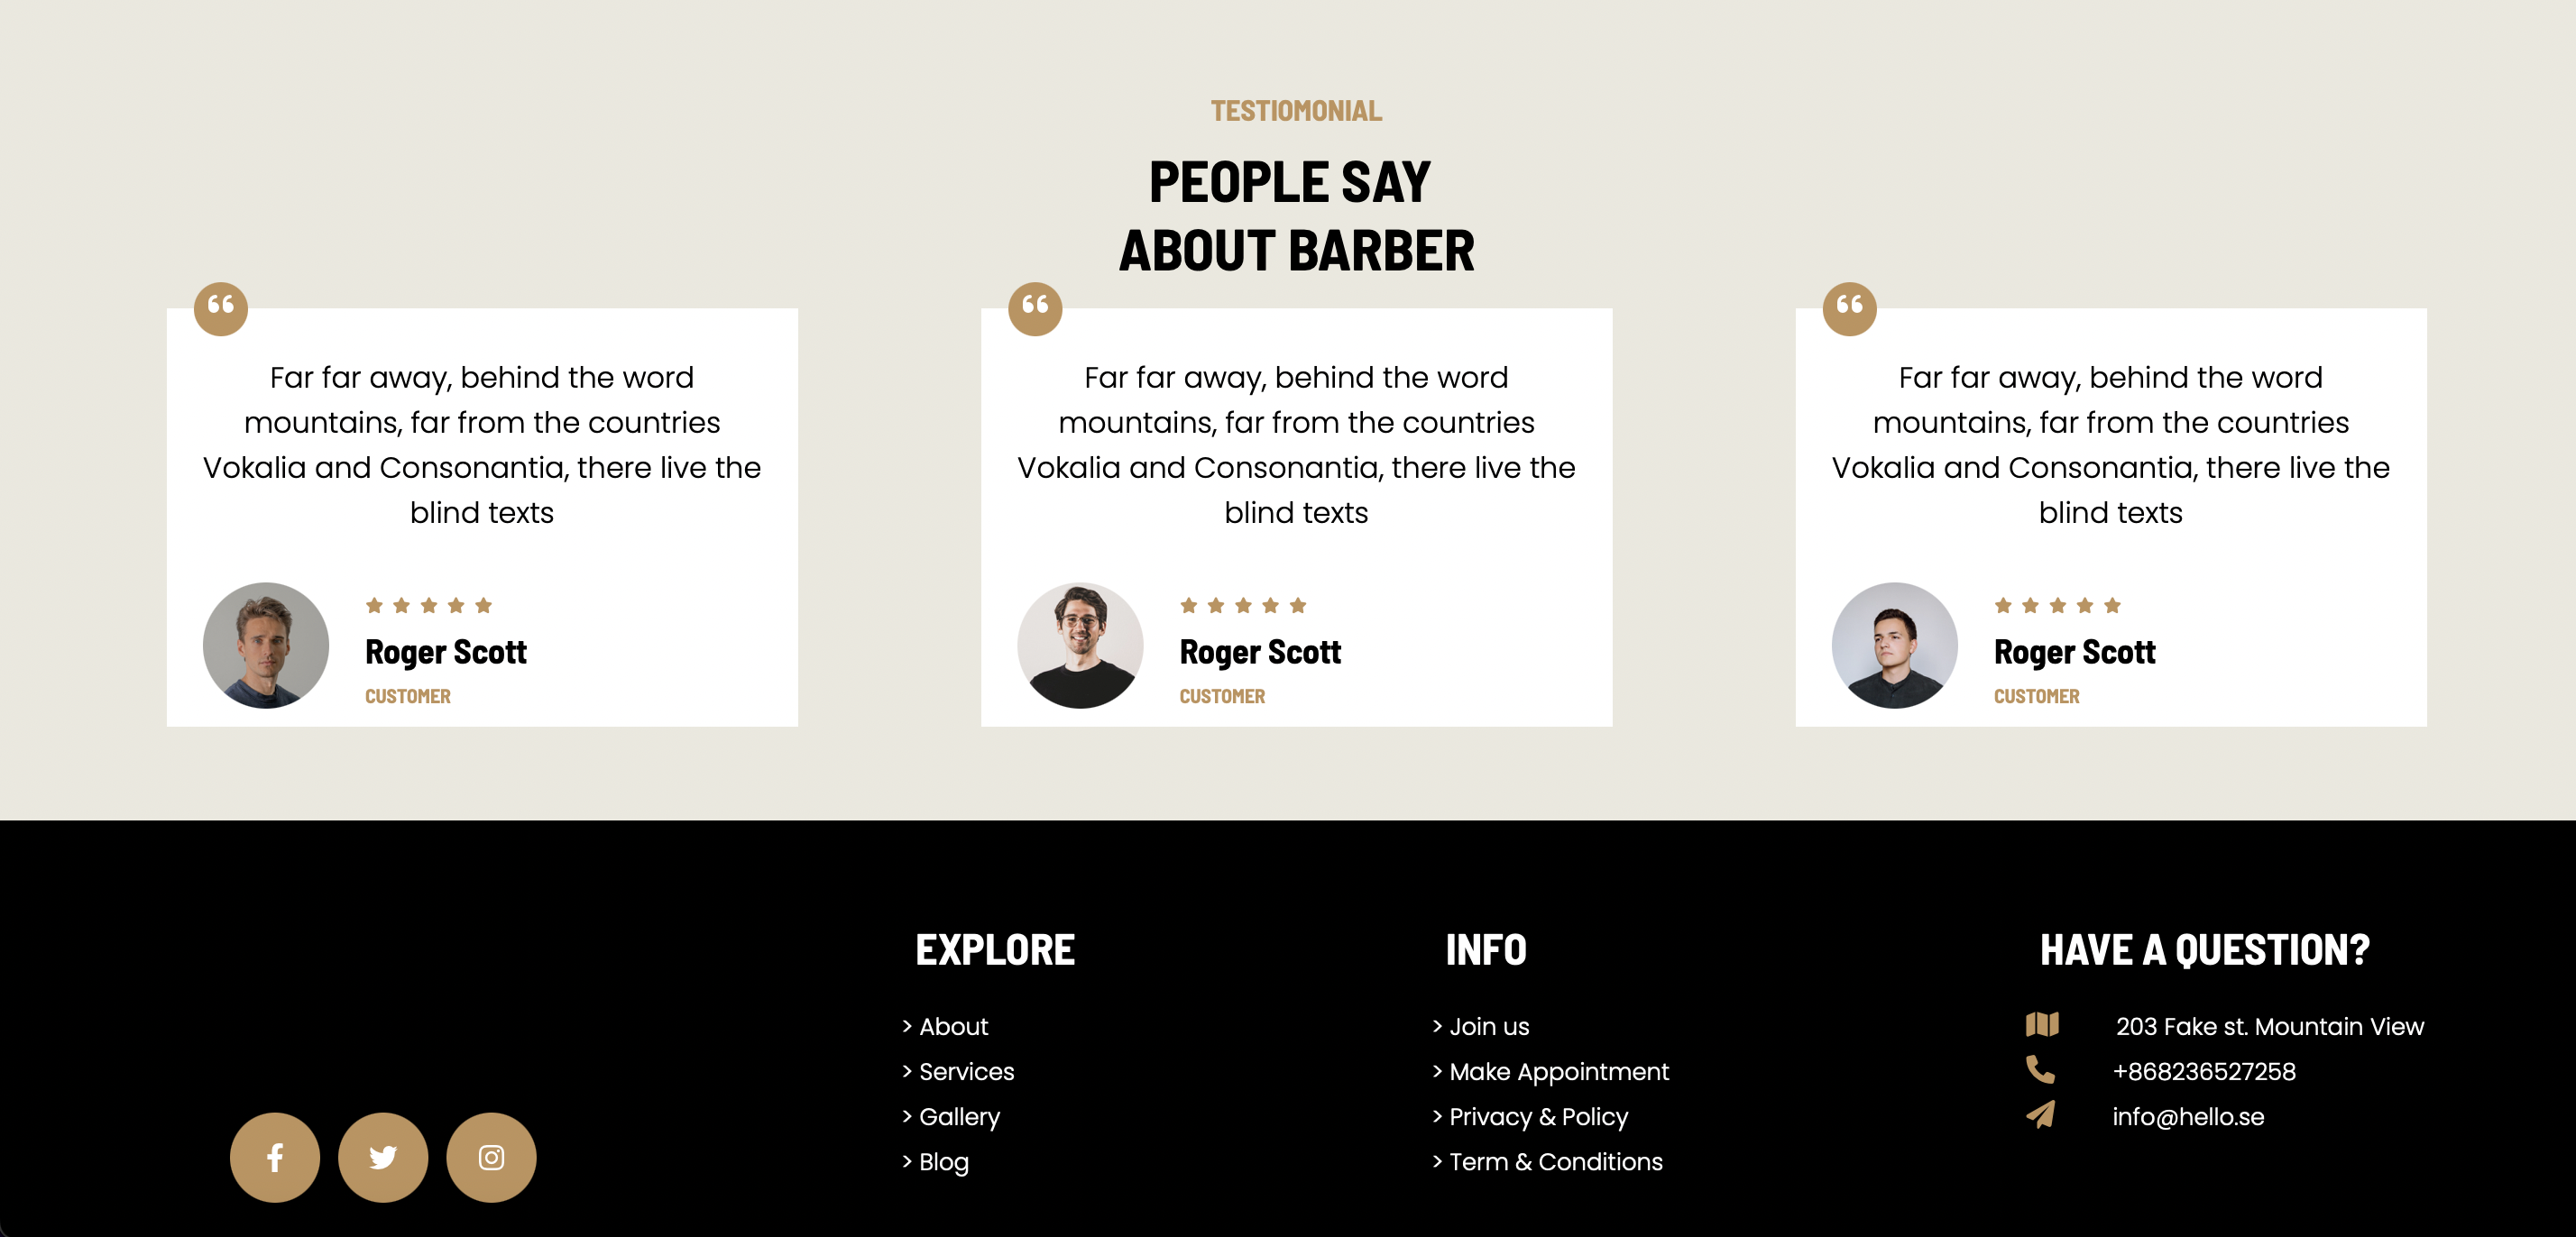 TESTIOMONIAL
PEOPLE SAY
ABOUT BARBER
Far far away, behind the word
mountains, far from the countries
Vokalia and Consonantia, there live the
blind texts
Roger Scott
CUSTOMER
Far far away, behind the word
mountains, far from the countries
Vokalia and Consonantia, there live the
blind texts
Roger Scott
CUSTOMER
Far far away, behind the word
mountains, far from the countries
Vokalia and Consonantia, there live the
blind texts
Roger Scott
CUSTOMER
EXPLORE
> About
> Services
> Gallery
> Blog
INFO
> Join us
> Make Appointment
> Privacy & Policy
> Term & Conditions
HAVE A QUESTION?
203 Fake st. Mountain View
+868236527258
info@hello.se